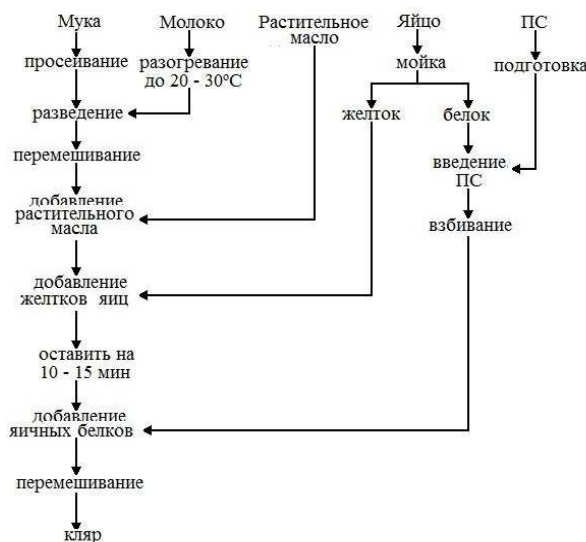 Мука
Молоко
Растительное
масло
Яйцо
ПС
просеивание
разогревание
до 20 - 30ºС
мойка
подготовка
разведение
желток
белок
перемешивание
введение
ПС
добавление
растительного
масла
взбивание
добавление
желтков яиц
оставить на
10 - 15 мин
добавление
яичных белков
перемешивание
кляр